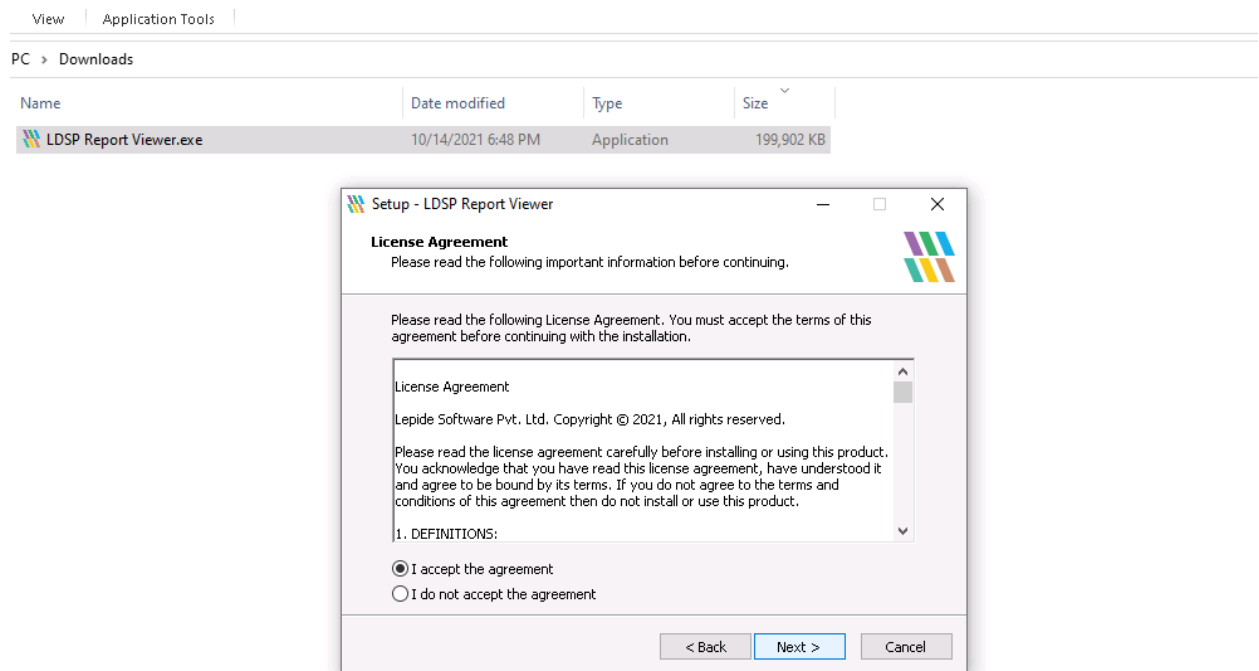 View Application Tools
PC > Downloads
Name Date modified Type Size
LDSP Report Viewer.exe 10/14/2021 6:48 PM Application 199,902 KB
Setup - LDSP Report Viewer
License Agreement
Please read the following important information before continuing.
Please read the following License Agreement. You must accept the terms of this
agreement before continuing with the installation.
License Agreement
Lepide Software Pvt. Ltd. Copyright © 2021, All rights reserved.
Please read the license agreement carefully before installing or using this product.
You acknowledge that you have read this license agreement, have understood it
and agree to be bound by its terms. If you do not agree to the terms and
conditions of this agreement then do not install or use this product.
1. DEFINITIONS:
I accept the agreement
I do not accept the agreement
< Back Next > Cancel